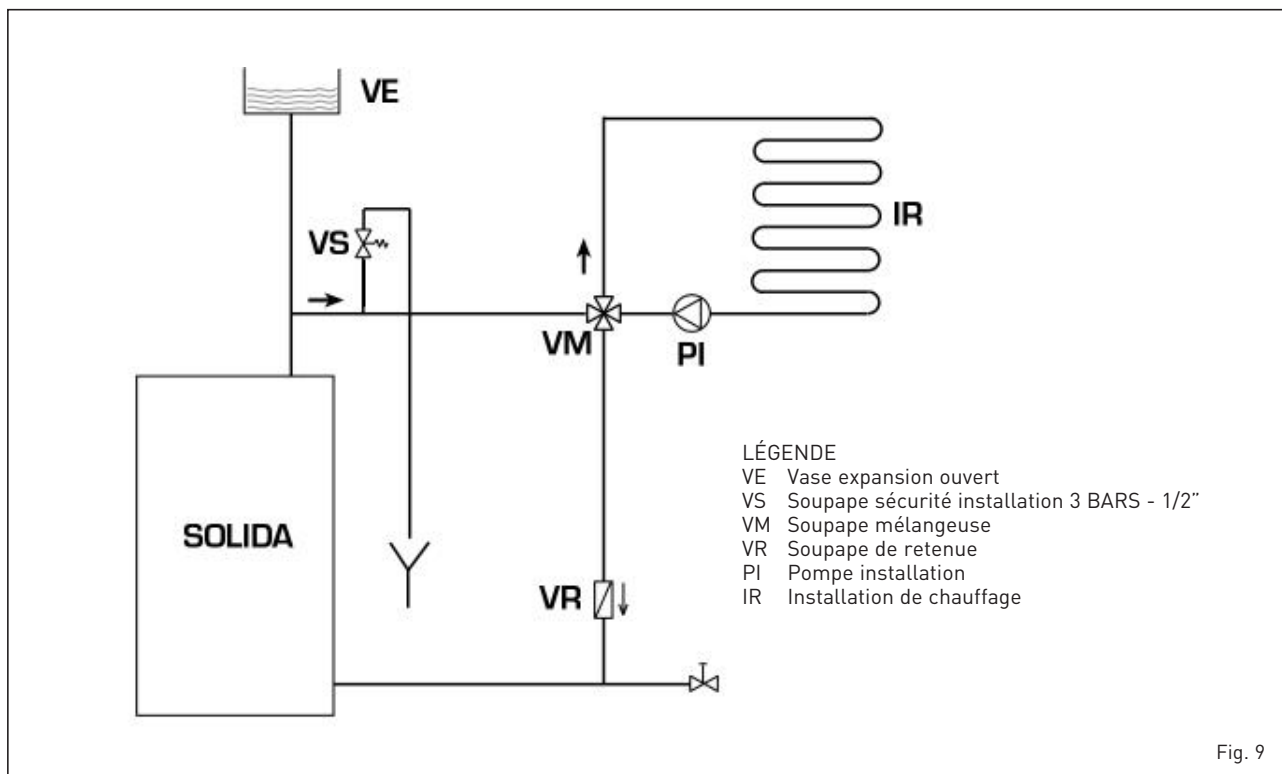 VE
VS
IR
VM
PI
SOLIDA
VR
LÉGENDE
VE Vase expansion ouvert
VS Soupape sécurité installation 3 BARS - 1/2”
VM Soupape mélangeuse
VR Soupape de retenue
PI Pompe installation
IR Installation de chauffage
Fig. 9